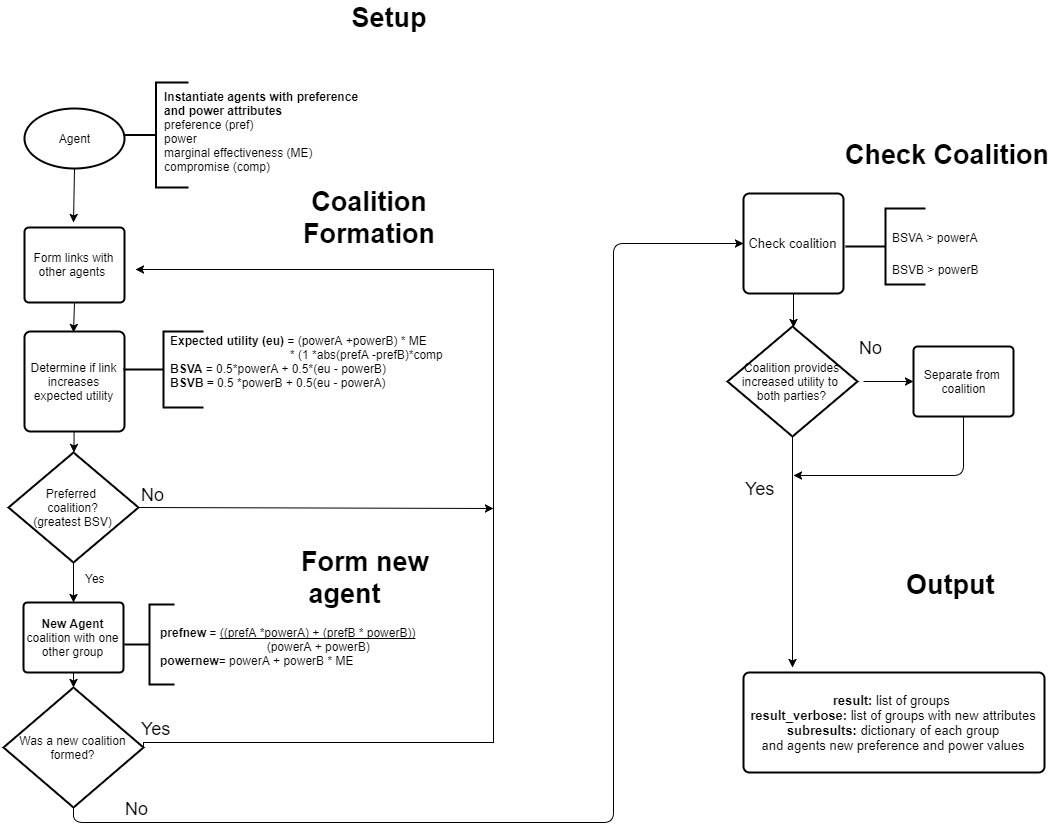 Setup
Agent
Instantiate agents with preference
and power attributes
preference (pref)
power
marginal effectiveness (ME)
compromise (comp)
Coalition
Formation
Form links with
other agents
Determine if link
increases
expected utility
Expected utility (eu) = (powerA +powerB) * ME
* (1 *abs(prefA -prefB)*comp
BSVA = 0.5*powerA + 0.5*(eu - powerB)
BSVB = 0.5 *powerB + 0.5(eu - powerA)
Preferred
coalition?
(greatest BSV)
No
Yes
Form new
agent
New Agent
coalition with one
other group
prefnew = ((prefA *powerA) + (prefB * powerB))
(powerA + powerB)
powernew= powerA + powerB * ME
Was a new coalition
formed?
Yes
No
Check Coalition
Check coalition
BSVA > powerA
BSVB > powerB
Coalition provides
increased utility to
both parties?
No
Separate from
coalition
Yes
Output
result: list of groups
result_verbose: list of groups with new attributes
subresults: dictionary of each group
and agents new preference and power values